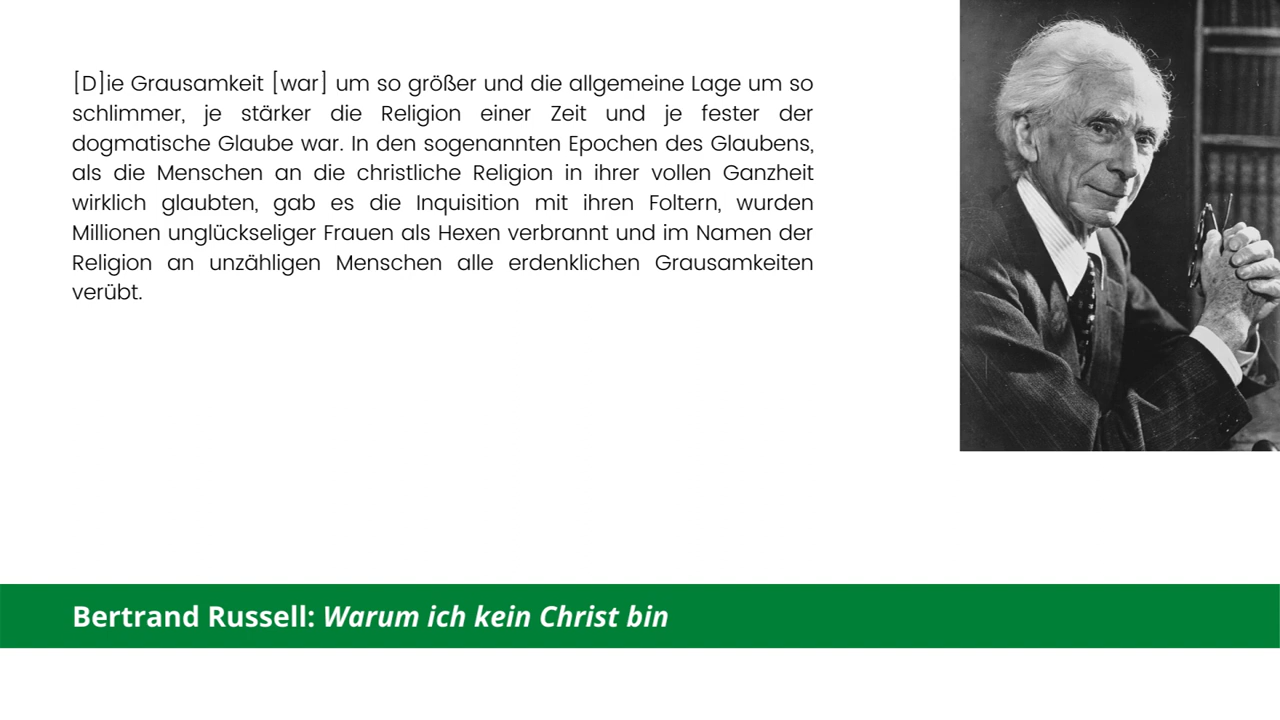 [D]ie Grausamkeit [war] um so größer und die allgemeine Lage um so
schlimmer, je stärker die Religion einer Zeit und je fester der
dogmatische Glaube war. In den sogenannten Epochen des Glaubens,
als die Menschen an die christliche Religion in ihrer vollen Ganzheit
wirklich glaubten, gab es die Inquisition mit ihren Foltern, wurden
Millionen unglückseliger Frauen als Hexen verbrannt und im Namen der
Religion an unzähligen Menschen alle erdenklichen Grausamkeiten
verübt.
Bertrand Russell: Warum ich kein Christ bin